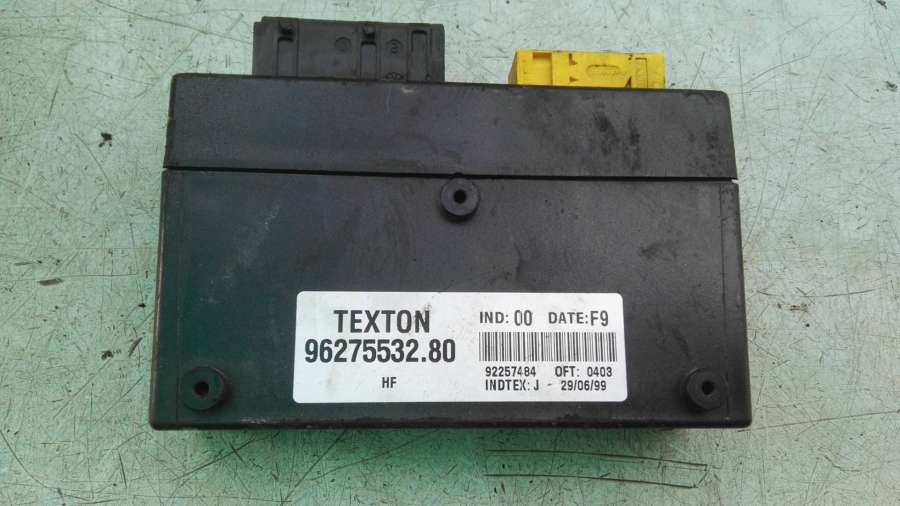 TEXTON
96275532.80
HF
IND: 00 DATE: F9
92257484 OFT: 0403
INDTEX: J - 29/06/99